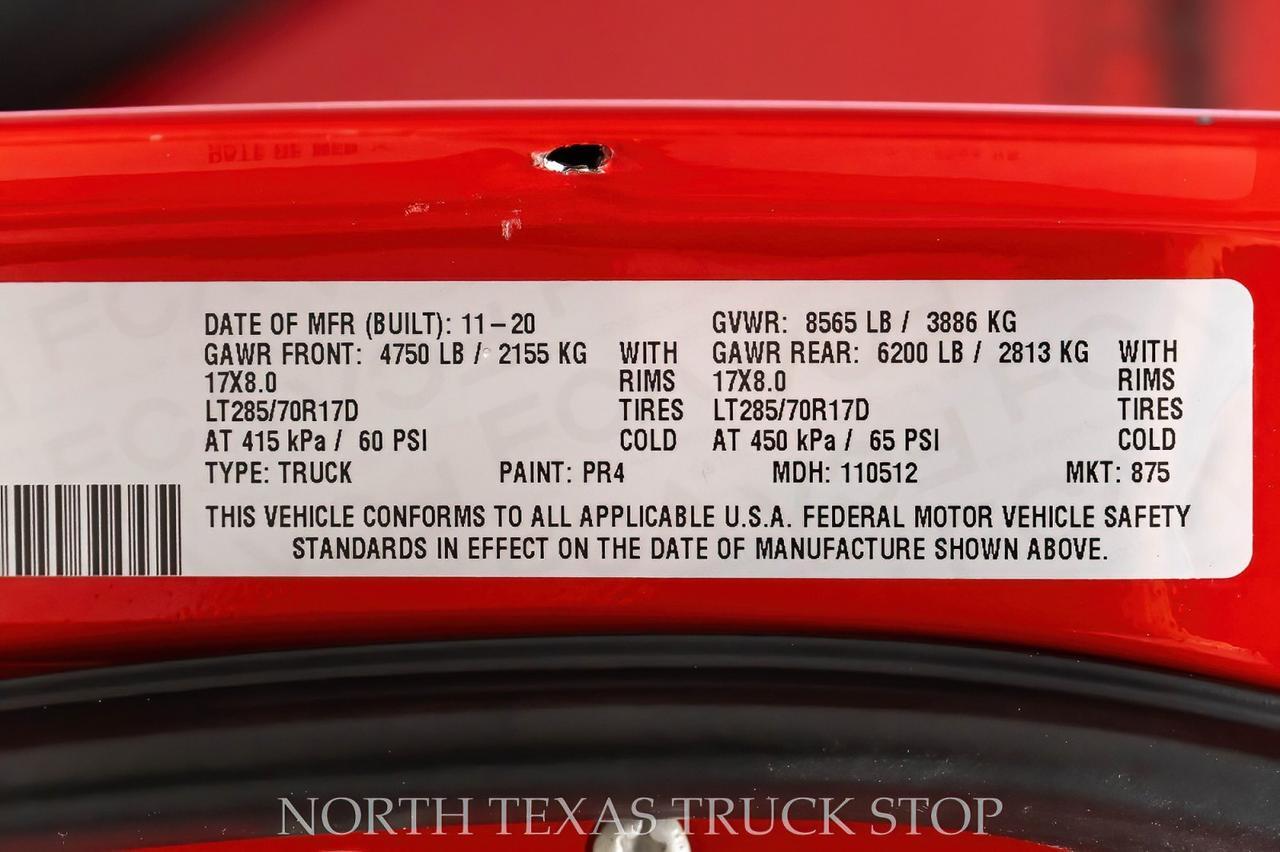 DATE OF MFR (BUILT): 11-20 GVWR: 8565 LB / 3886 KG
GAWR FRONT: 4750 LB / 2155 KG WITH GAWR REAR: 6200 LB / 2813 KG WITH
17X8.0 RIMS 17X8.0 RIMS
LT285/70R17D TIRES LT285/70R17D TIRES
AT 415 kPa / 60 PSI COLD AT 450 kPa / 65 PSI COLD
TYPE: TRUCK PAINT: PR4 MDH: 110512 MKT: 875
THIS VEHICLE CONFORMS TO ALL APPLICABLE U.S.A. FEDERAL MOTOR VEHICLE SAFETY
STANDARDS IN EFFECT ON THE DATE OF MANUFACTURE SHOWN ABOVE.
NORTH TEXAS TRUCK STOP